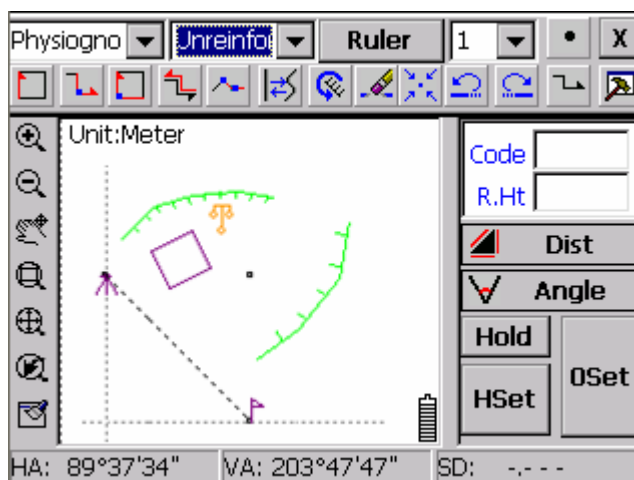 Physiogno Unreinfo Ruler 1 • X
Unit:Meter
Code
R.Ht
Dist
Angle
Hold
HSet
0Set
HA: 89°37'34" VA: 203°47'47" SD: -.---